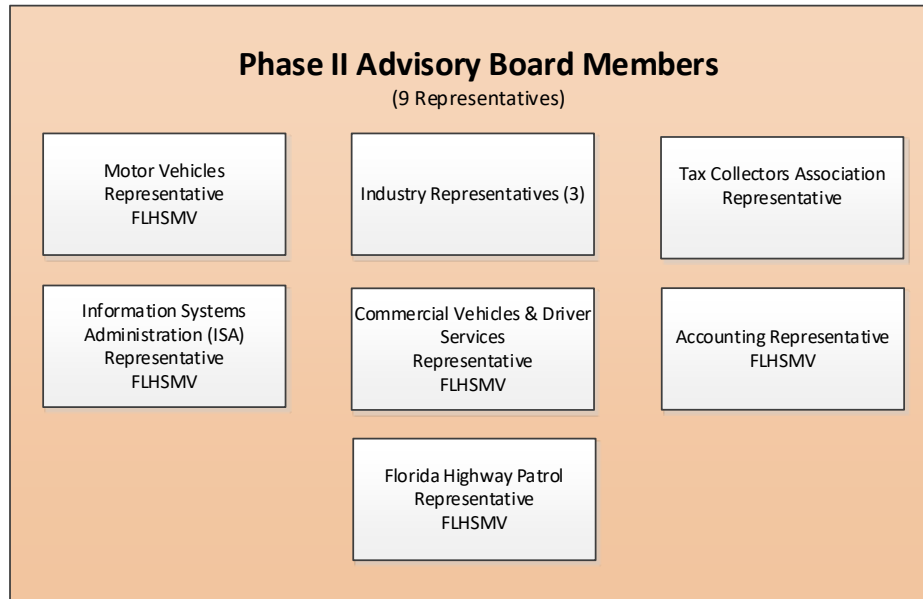 Phase II Advisory Board Members
(9 Representatives)
Motor Vehicles
Representative
FLHSMV
Industry Representatives (3)
Tax Collectors Association
Representative
Information Systems
Administration (ISA)
Representative
FLHSMV
Commercial Vehicles & Driver
Services
Representative
FLHSMV
Accounting Representative
FLHSMV
Florida Highway Patrol
Representative
FLHSMV